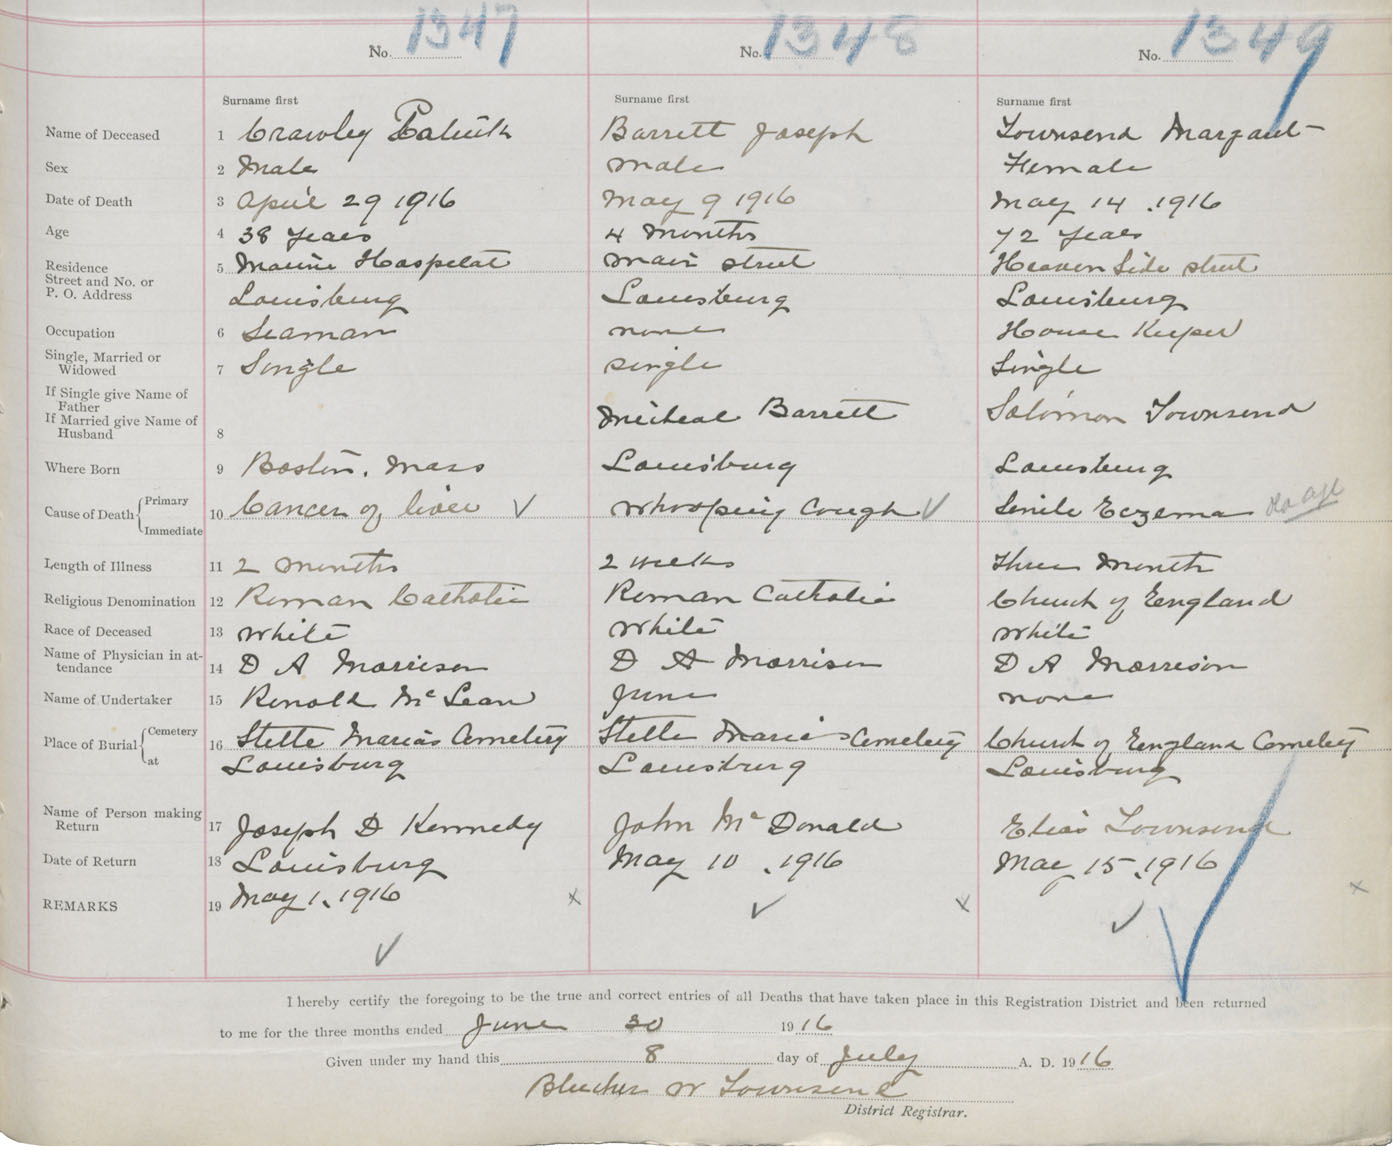 No. 1347 No. 1348 No. 1349
Surname first Surname first Surname first
Name of Deceased 1 Crawley Patrick Barrett Joseph Townsend Margaret
Sex 2 Male male Female
Date of Death 3 April 29 1916 May 9 1916 May 14, 1916
Age 4 38 Years 4 Months 72 years
Residence Street and No. or P. O. Address 5 Marine Hospelat Main street Heaven Side street
Louisburg Louisburg Louisburg
Occupation 6 Seaman none House Keeper
Single, Married or Widowed 7 Single single Single
If Single give Name of Father
If Married give Name of Husband 8 Micheal Barrett Solomon Townsend
Where Born 9 Boston, Mass Louisburg Louisburg
Cause of Death { Primary Immediate 10 Cancer of liver ✓ Whooping Cough ✓ Senile Eczema old age
Length of Illness 11 2 months 2 weeks Three Month
Religious Denomination 12 Roman Catholic Roman Catholic Church of England
Race of Deceased 13 White White White
Name of Physician in at-tendance 14 D A Morrison D A Morrison D A Morrison
Name of Undertaker 15 Ronald McLean June none
Place of Burial { Cemetery at 16 Stelle Maria's Cemetery Stelle Marie's Cemetery Church of England Cemetery
Louisburg Louisburg Louisburg
Name of Person making Return 17 Joseph D Kennedy John McDonald Elias Townsend
Date of Return 18 Louisburg May 10, 1916 May 15, 1916
REMARKS 19 May 1, 1916 x ✓ x ✓ x
✓
I hereby certify the foregoing to be the true and correct entries of all Deaths that have taken place in this Registration District and been returned
to me for the three months ended June 30 1916
Given under my hand this 8 day of July A. D. 1916
Blucher W Townsend
District Registrar.